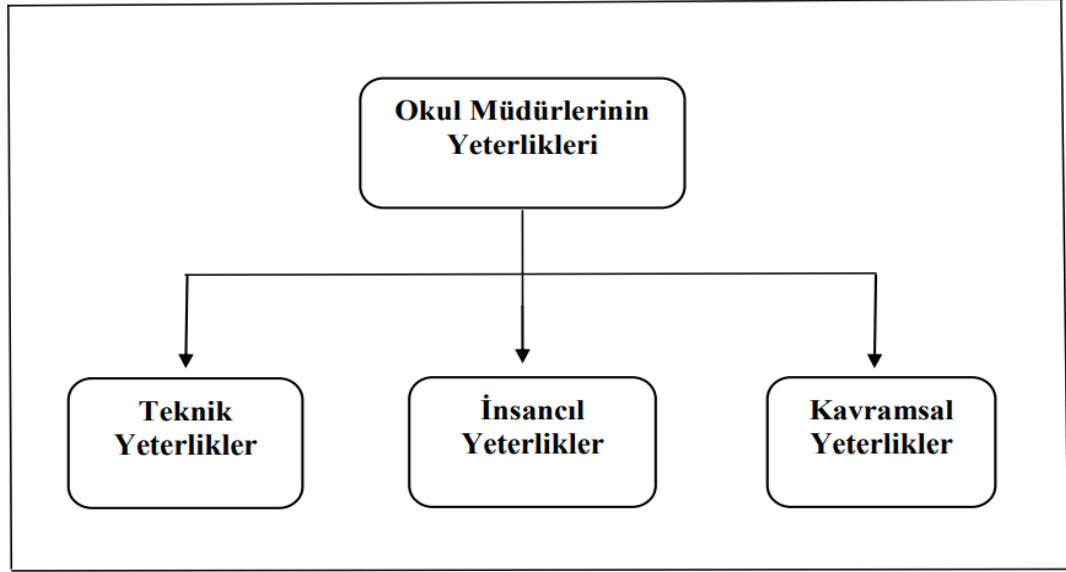 Okul Müdürlerinin
Yeterlikleri
Teknik
Yeterlikler
İnsancıl
Yeterlikler
Kavramsal
Yeterlikler